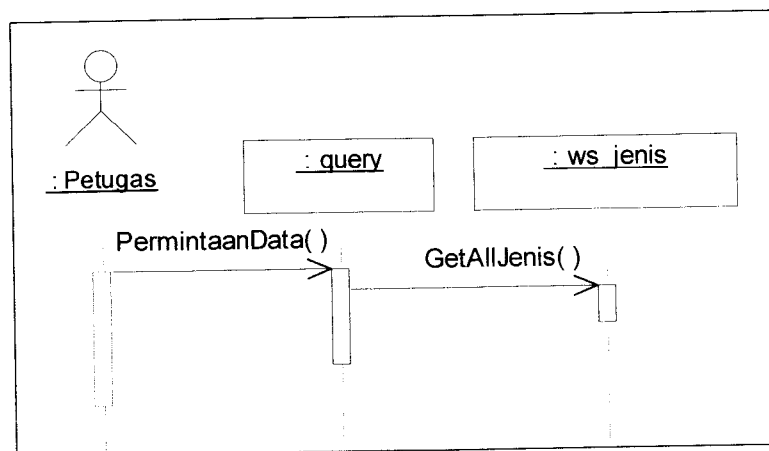 : Petugas
: query
: ws_jenis
PermintaanData( )
GetAllJenis( )